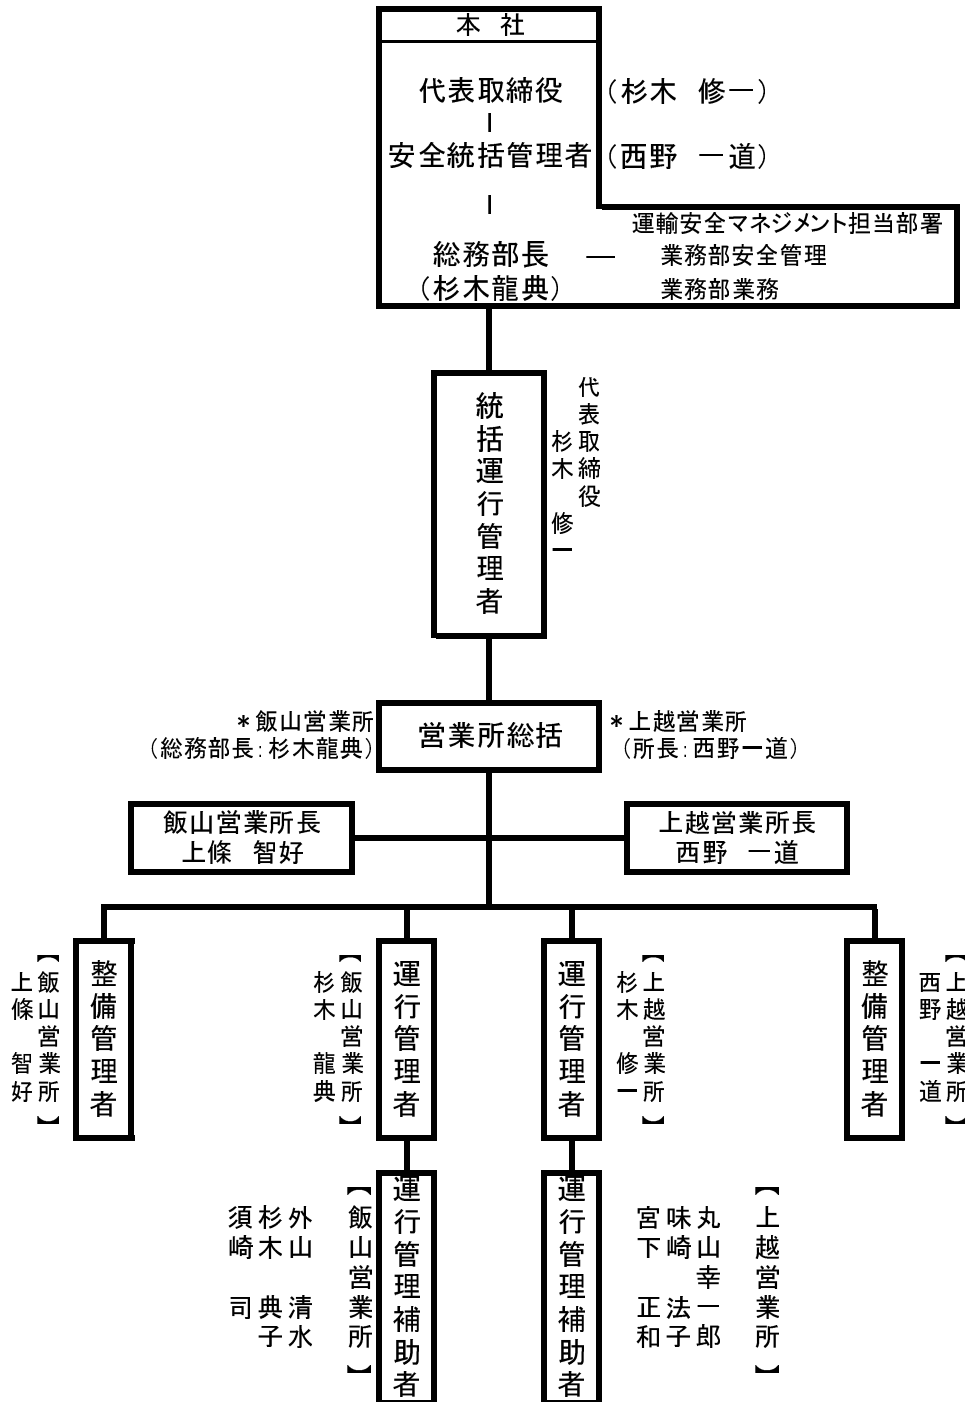 本 社
代表取締役 (杉木 修一)
安全統括管理者 (西野 一道)
運輸安全マネジメント担当部署
総務部長 ― 業務部安全管理
(杉木龍典) 業務部業務
統括運行管理者
代表取締役
杉木 修一
*飯山営業所
(総務部長:杉木龍典)
営業所総括
*上越営業所
(所長:西野一道)
飯山営業所長
上條 智好
上越営業所長
西野 一道
【飯山営業所】
上條 智好
整備管理者
【飯山営業所】
杉木 龍典
運行管理者
運行管理者
【上越営業所】
杉木 修一
整備管理者
【上越営業所】
西野 一道
【飯山営業所】
外山 清水
杉木 典子
須崎 司
運行管理補助者
運行管理補助者
【上越営業所】
丸山幸一郎
味崎 法子
宮下 正和